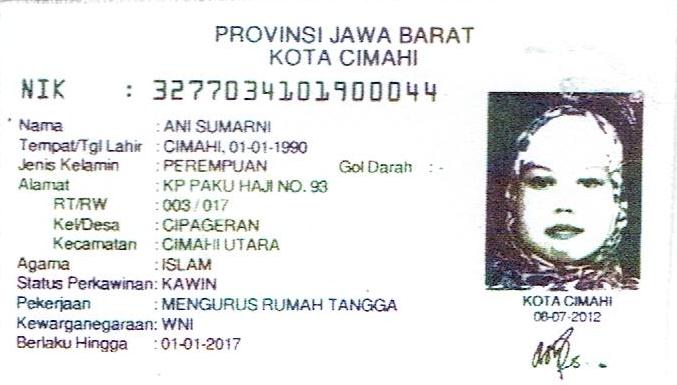 PROVINSI JAWA BARAT
KOTA CIMAHI
NIK : 3277034101900044
Nama : ANI SUMARNI
Tempat/Tgl Lahir : CIMAHI, 01-01-1990
Jenis Kelamin : PEREMPUAN Gol Darah : -
Alamat : KP PAKU HAJI NO. 93
RT/RW : 003 / 017
Kel/Desa : CIPAGERAN
Kecamatan : CIMAHI UTARA
Agama : ISLAM
Status Perkawinan: KAWIN
Pekerjaan : MENGURUS RUMAH TANGGA
Kewarganegaraan: WNI
Berlaku Hingga : 01-01-2017
KOTA CIMAHI
08-07-2012